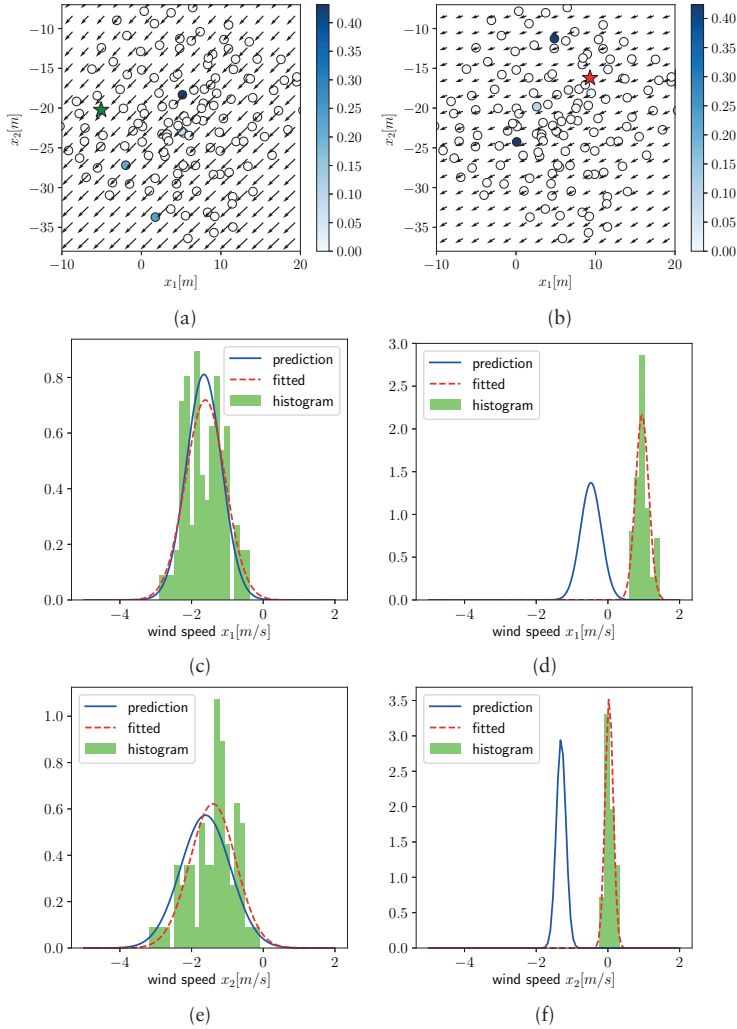 −10
−15
−20
−25
−30
−35
x₂[m]
−10 0 10 20
x₁[m]
0.40
0.35
0.30
0.25
0.20
0.15
0.10
0.05
0.00
(a)
−10
−15
−20
−25
−30
−35
x₂[m]
−10 0 10 20
x₁[m]
0.40
0.35
0.30
0.25
0.20
0.15
0.10
0.05
0.00
(b)
prediction
fitted
histogram
0.8
0.6
0.4
0.2
0.0
−4 −2 0 2
wind speed x₁[m/s]
(c)
prediction
fitted
histogram
3.0
2.5
2.0
1.5
1.0
0.5
0.0
−4 −2 0 2
wind speed x₁[m/s]
(d)
prediction
fitted
histogram
1.0
0.8
0.6
0.4
0.2
0.0
−4 −2 0 2
wind speed x₂[m/s]
(e)
prediction
fitted
histogram
3.5
3.0
2.5
2.0
1.5
1.0
0.5
0.0
−4 −2 0 2
wind speed x₂[m/s]
(f)